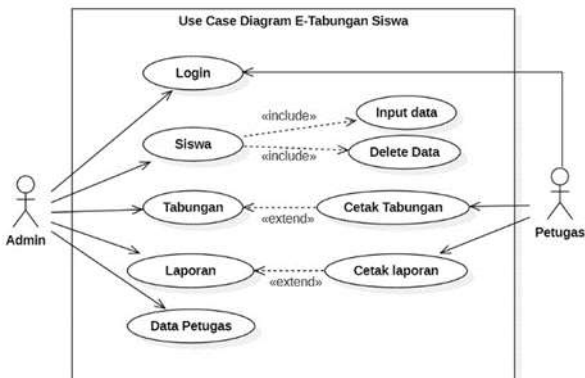 Use Case Diagram E-Tabungan Siswa
Login
«include»
Input data
Siswa
«include»
Delete Data
Admin
Tabungan
«extend»
Cetak Tabungan
Petugas
Laporan
«extend»
Cetak laporan
Data Petugas